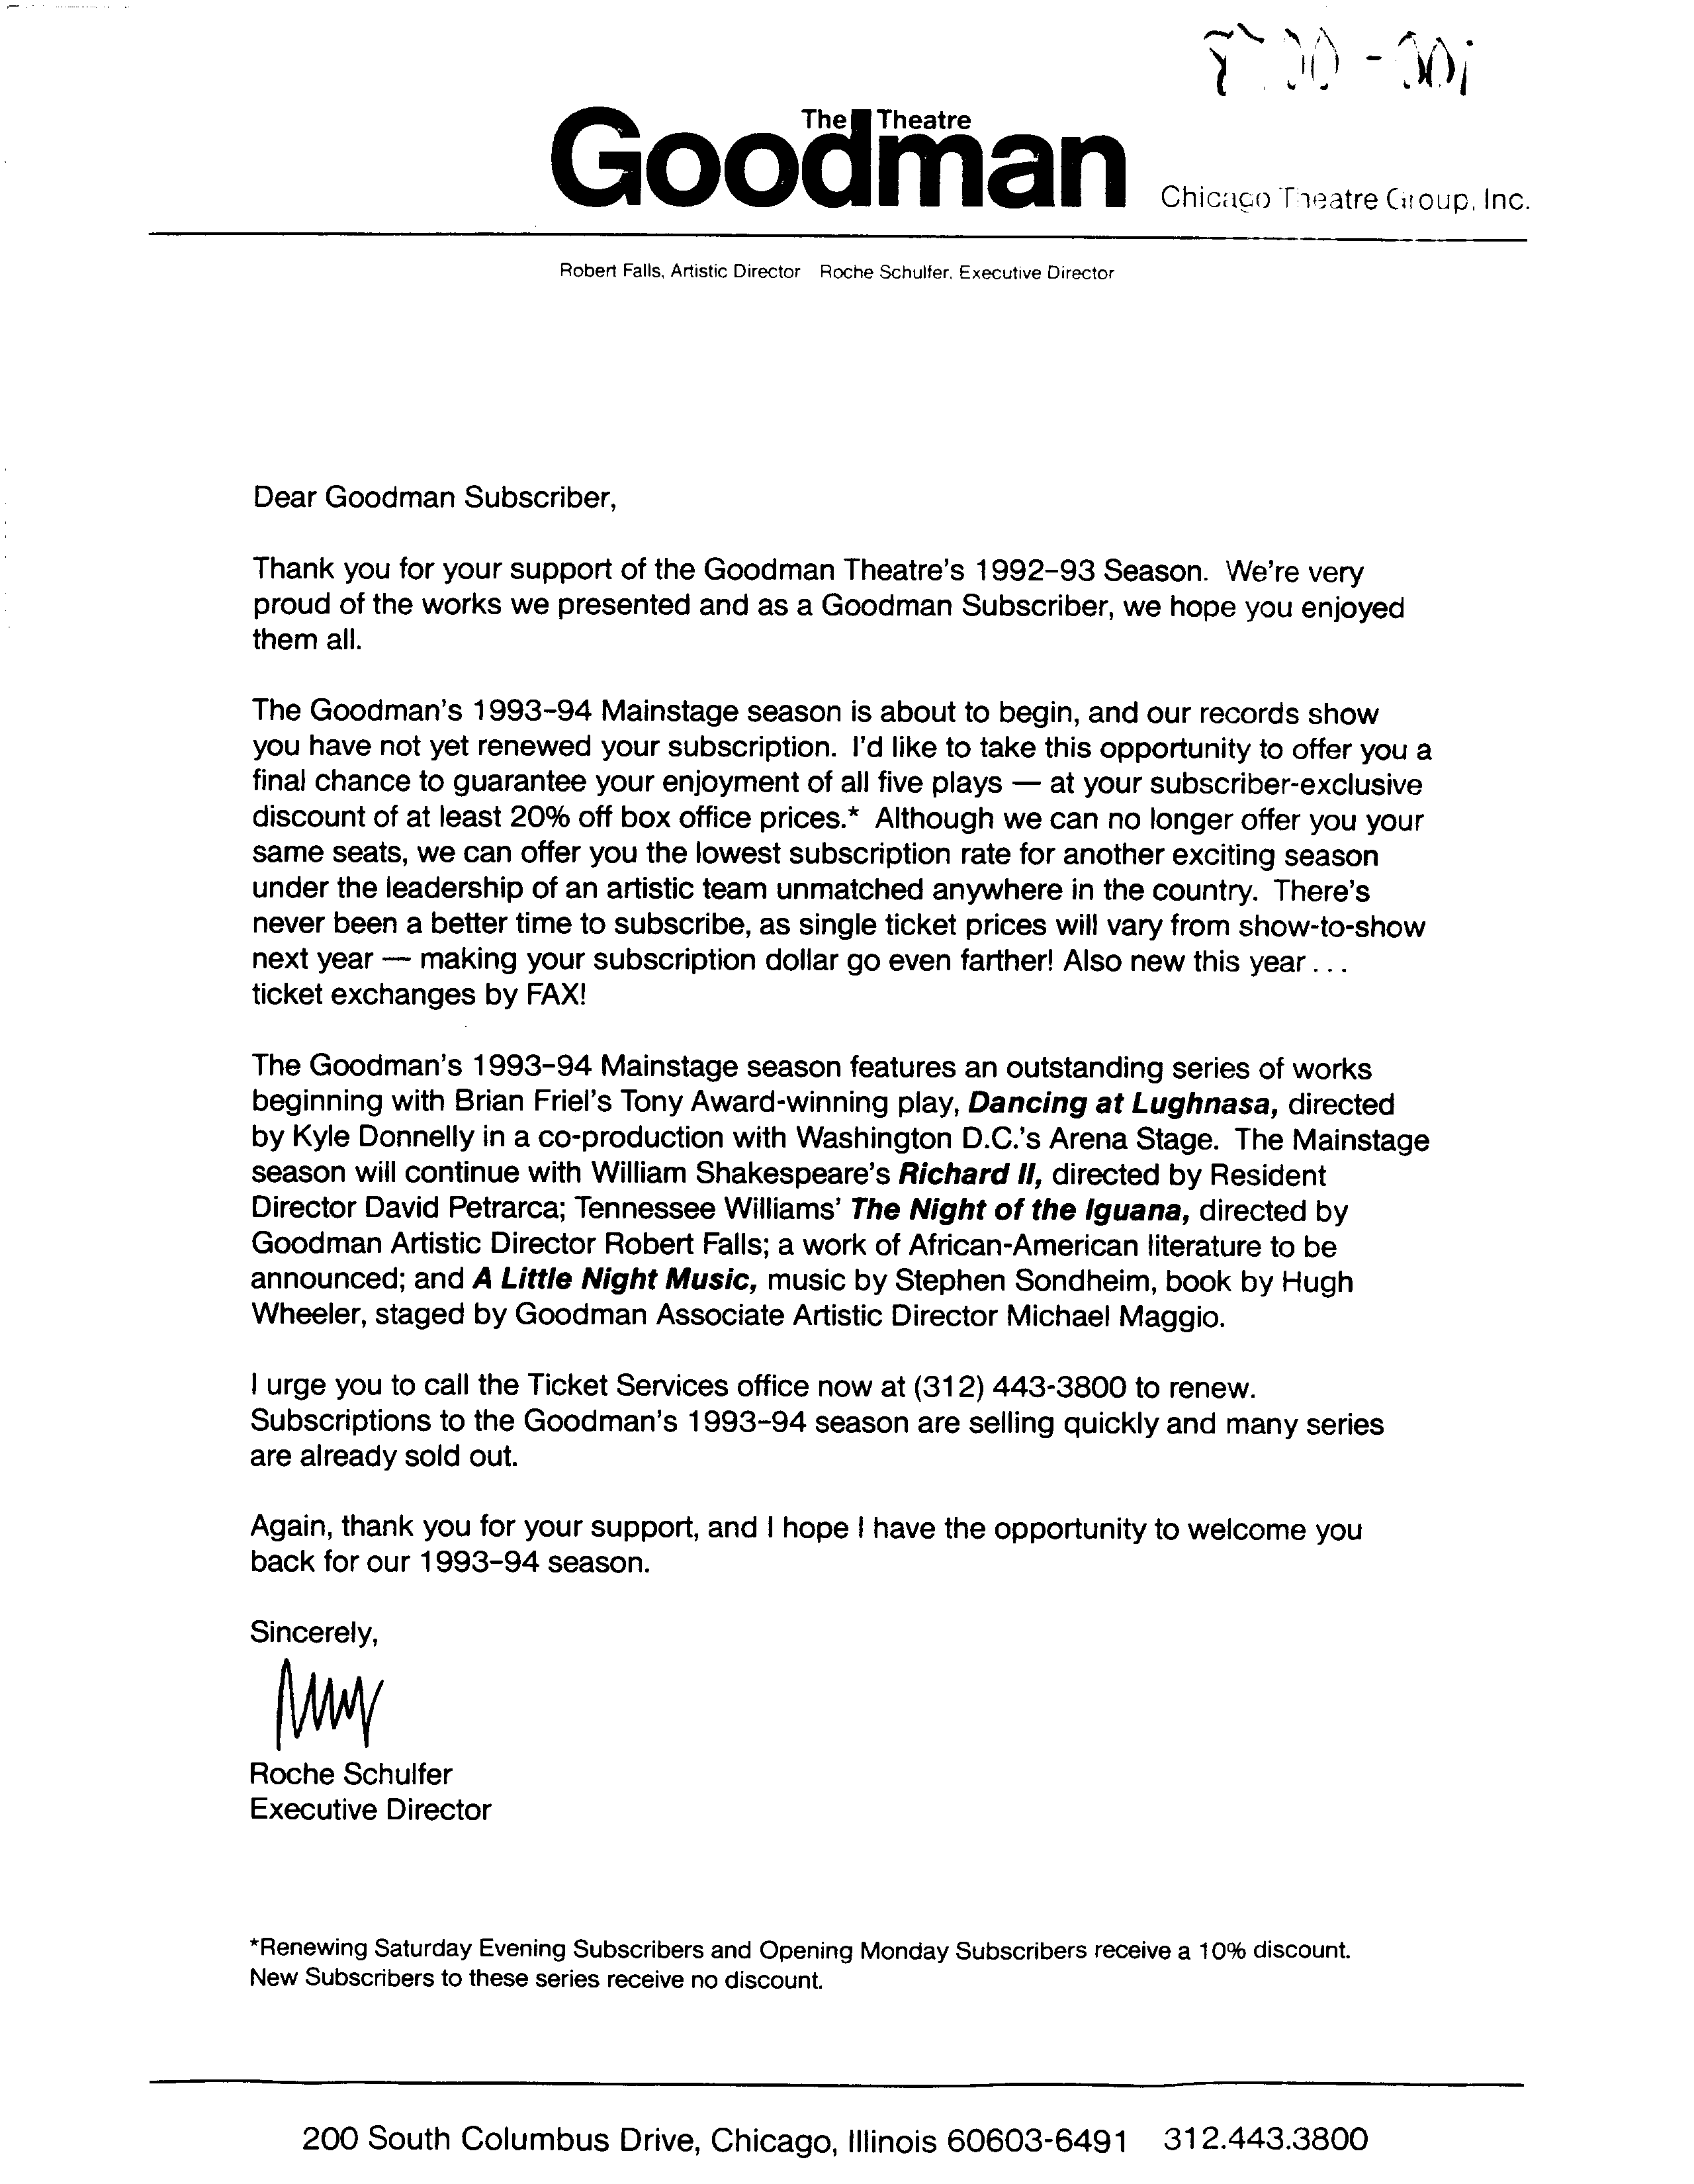 The Theatre
Goodman
Chicago Theatre Group, Inc.
Robert Falls, Artistic Director Roche Schulfer, Executive Director
Dear Goodman Subscriber,
Thank you for your support of the Goodman Theatre's 1992–93 Season. We're very
proud of the works we presented and as a Goodman Subscriber, we hope you enjoyed
them all.
The Goodman's 1993–94 Mainstage season is about to begin, and our records show
you have not yet renewed your subscription. I'd like to take this opportunity to offer you a
final chance to guarantee your enjoyment of all five plays — at your subscriber-exclusive
discount of at least 20% off box office prices.* Although we can no longer offer you your
same seats, we can offer you the lowest subscription rate for another exciting season
under the leadership of an artistic team unmatched anywhere in the country. There's
never been a better time to subscribe, as single ticket prices will vary from show-to-show
next year — making your subscription dollar go even farther! Also new this year . . .
ticket exchanges by FAX!
The Goodman's 1993–94 Mainstage season features an outstanding series of works
beginning with Brian Friel's Tony Award-winning play, Dancing at Lughnasa, directed
by Kyle Donnelly in a co-production with Washington D.C.'s Arena Stage. The Mainstage
season will continue with William Shakespeare's Richard II, directed by Resident
Director David Petrarca; Tennessee Williams' The Night of the Iguana, directed by
Goodman Artistic Director Robert Falls; a work of African-American literature to be
announced; and A Little Night Music, music by Stephen Sondheim, book by Hugh
Wheeler, staged by Goodman Associate Artistic Director Michael Maggio.
I urge you to call the Ticket Services office now at (312) 443-3800 to renew.
Subscriptions to the Goodman's 1993–94 season are selling quickly and many series
are already sold out.
Again, thank you for your support, and I hope I have the opportunity to welcome you
back for our 1993–94 season.
Sincerely,
Roche Schulfer
Executive Director
*Renewing Saturday Evening Subscribers and Opening Monday Subscribers receive a 10% discount.
New Subscribers to these series receive no discount.
200 South Columbus Drive, Chicago, Illinois 60603-6491 312.443.3800